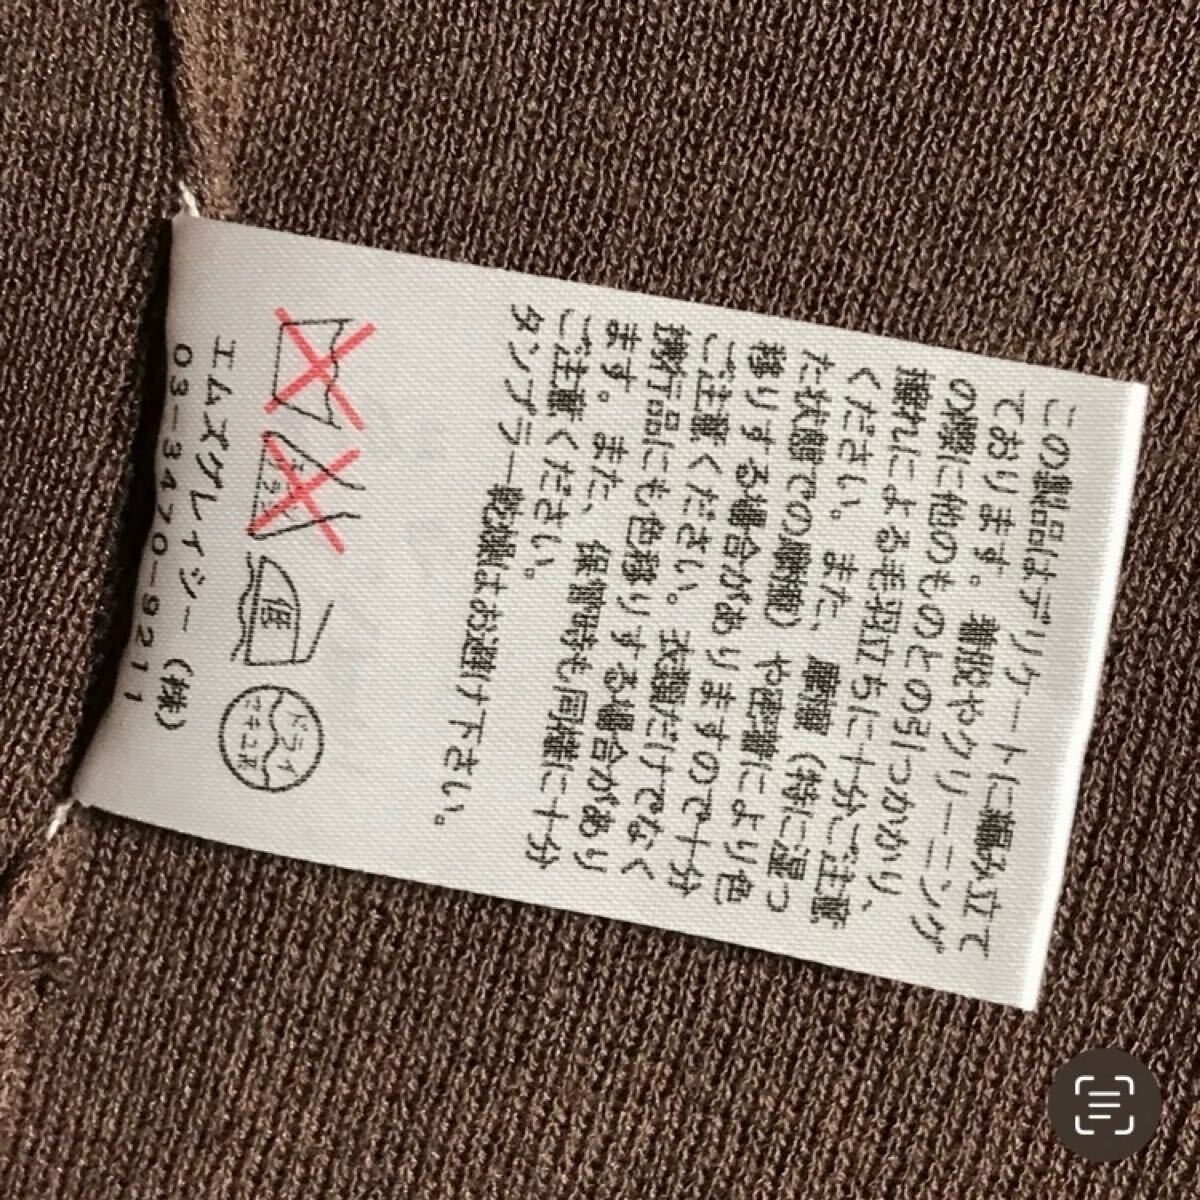 この製品はデリケートに編み立て
ております。着脱やクリーニング
の際に他のものとの引っかかり、
擦れによる毛羽立ちに十分ご注意
ください。また、摩擦（特に湿っ
た状態での摩擦）や密着により色
移りする場合がありますので十分
ご注意ください。衣服だけでなく
携行品にも色移りする場合があり
ます。また、保管時も同様に十分
ご注意ください。
タンブラー乾燥はお避け下さい。
低
ドライ
セキユ系
エムズグレイシー（株）
03-3470-9211